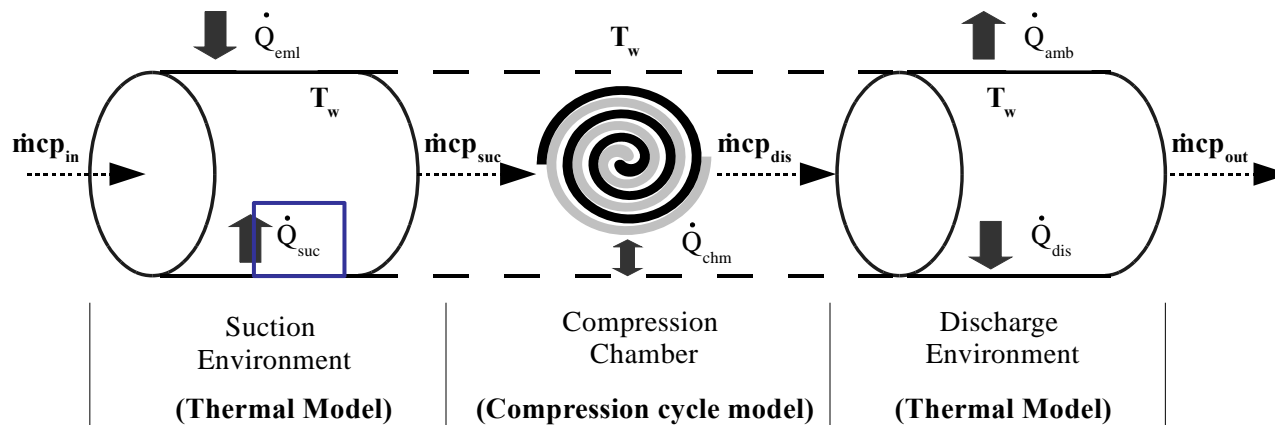 Q̇eml
Tw
Q̇amb
Tw
Tw
ṁcpin
ṁcpsuc
ṁcpdis
ṁcpout
Q̇suc
Q̇chm
Q̇dis
Suction
Environment
(Thermal Model)
Compression
Chamber
(Compression cycle model)
Discharge
Environment
(Thermal Model)